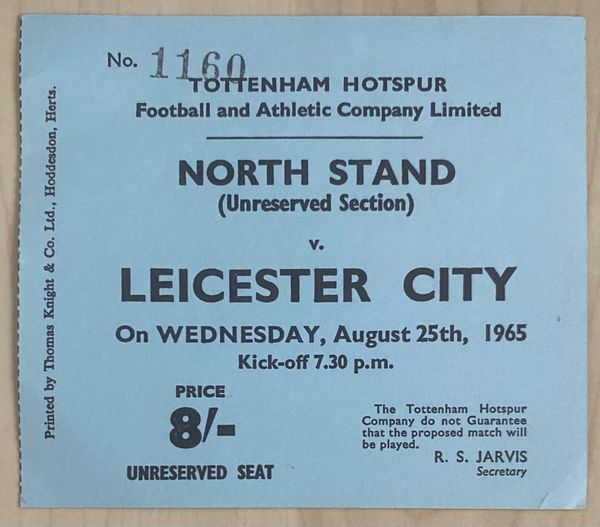 No. 1160
TOTTENHAM HOTSPUR
Football and Athletic Company Limited
NORTH STAND
(Unreserved Section)
v.
LEICESTER CITY
On WEDNESDAY, August 25th, 1965
Kick-off 7.30 p.m.
PRICE
8/-
UNRESERVED SEAT
The Tottenham Hotspur
Company do not Guarantee
that the proposed match will
be played.
R. S. JARVIS
Secretary
Printed by Thomas Knight & Co. Ltd., Hoddesdon, Herts.